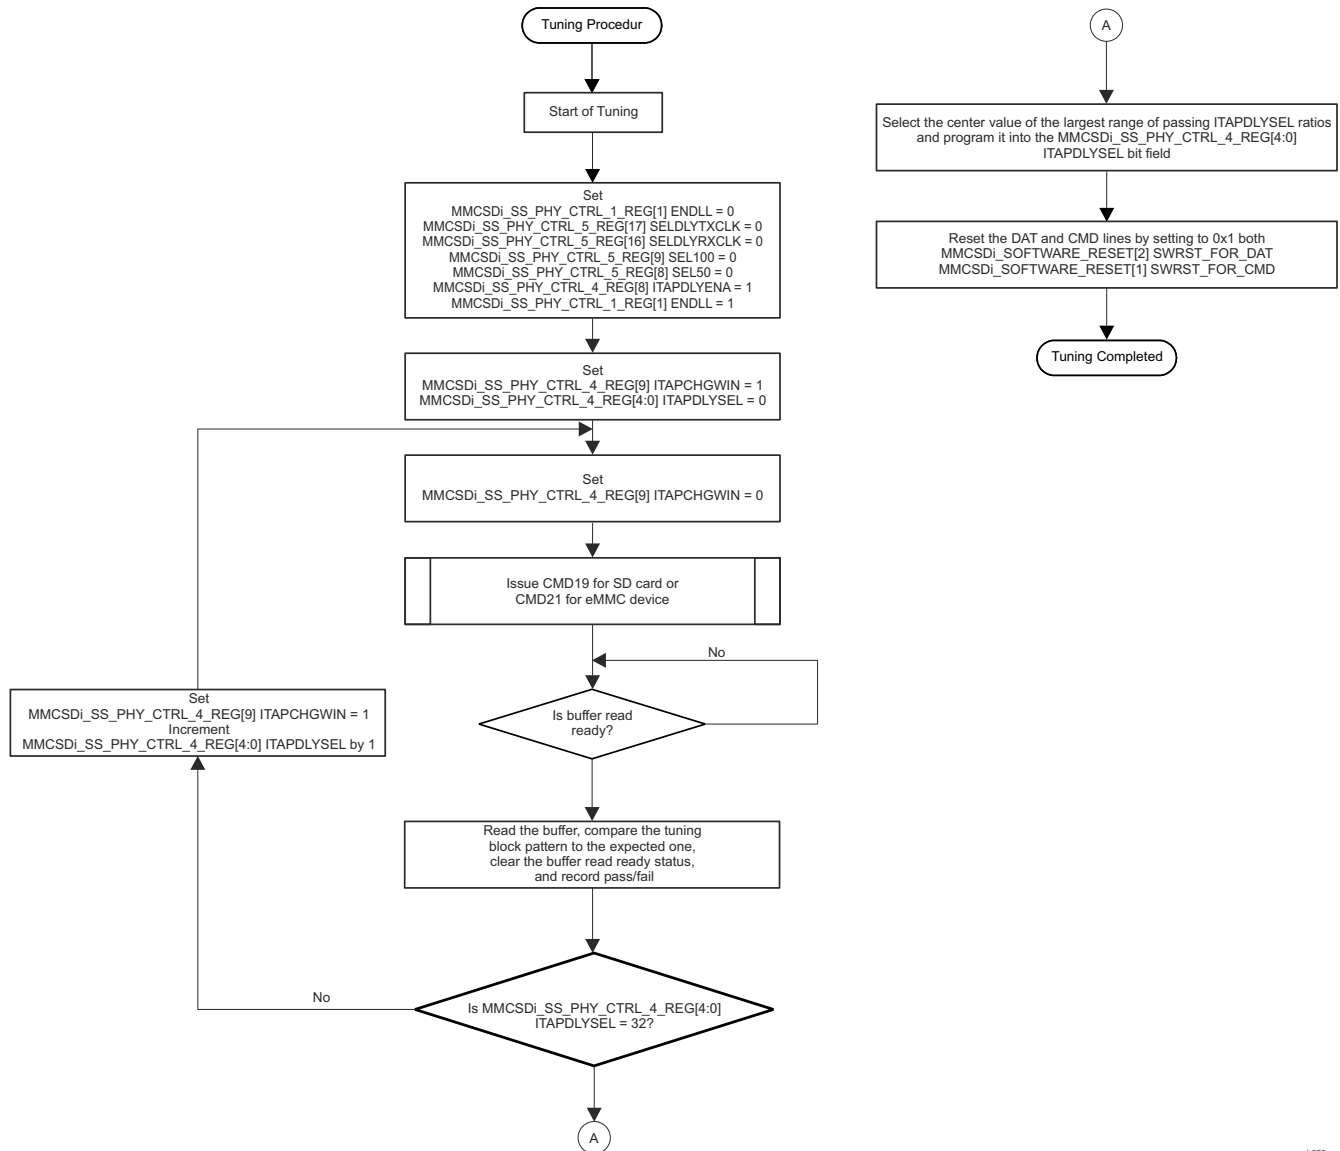 Tuning Procedur
Start of Tuning
Set
MMCSDi_SS_PHY_CTRL_1_REG[1] ENDLL = 0
MMCSDi_SS_PHY_CTRL_5_REG[17] SELDLYTXCLK = 0
MMCSDi_SS_PHY_CTRL_5_REG[16] SELDLYRXCLK = 0
MMCSDi_SS_PHY_CTRL_5_REG[9] SEL100 = 0
MMCSDi_SS_PHY_CTRL_5_REG[8] SEL50 = 0
MMCSDi_SS_PHY_CTRL_4_REG[8] ITAPDLYENA = 1
MMCSDi_SS_PHY_CTRL_1_REG[1] ENDLL = 1
Set
MMCSDi_SS_PHY_CTRL_4_REG[9] ITAPCHGWIN = 1
MMCSDi_SS_PHY_CTRL_4_REG[4:0] ITAPDLYSEL = 0
Set
MMCSDi_SS_PHY_CTRL_4_REG[9] ITAPCHGWIN = 0
Issue CMD19 for SD card or
CMD21 for eMMC device
No
Is buffer read
ready?
Set
MMCSDi_SS_PHY_CTRL_4_REG[9] ITAPCHGWIN = 1
Increment
MMCSDi_SS_PHY_CTRL_4_REG[4:0] ITAPDLYSEL by 1
Read the buffer, compare the tuning
block pattern to the expected one,
clear the buffer read ready status,
and record pass/fail
No
Is MMCSDi_SS_PHY_CTRL_4_REG[4:0]
ITAPDLYSEL = 32?
A
A
Select the center value of the largest range of passing ITAPDLYSEL ratios
and program it into the MMCSDi_SS_PHY_CTRL_4_REG[4:0]
ITAPDLYSEL bit field
Reset the DAT and CMD lines by setting to 0x1 both
MMCSDi_SOFTWARE_RESET[2] SWRST_FOR_DAT
MMCSDi_SOFTWARE_RESET[1] SWRST_FOR_CMD
Tuning Completed